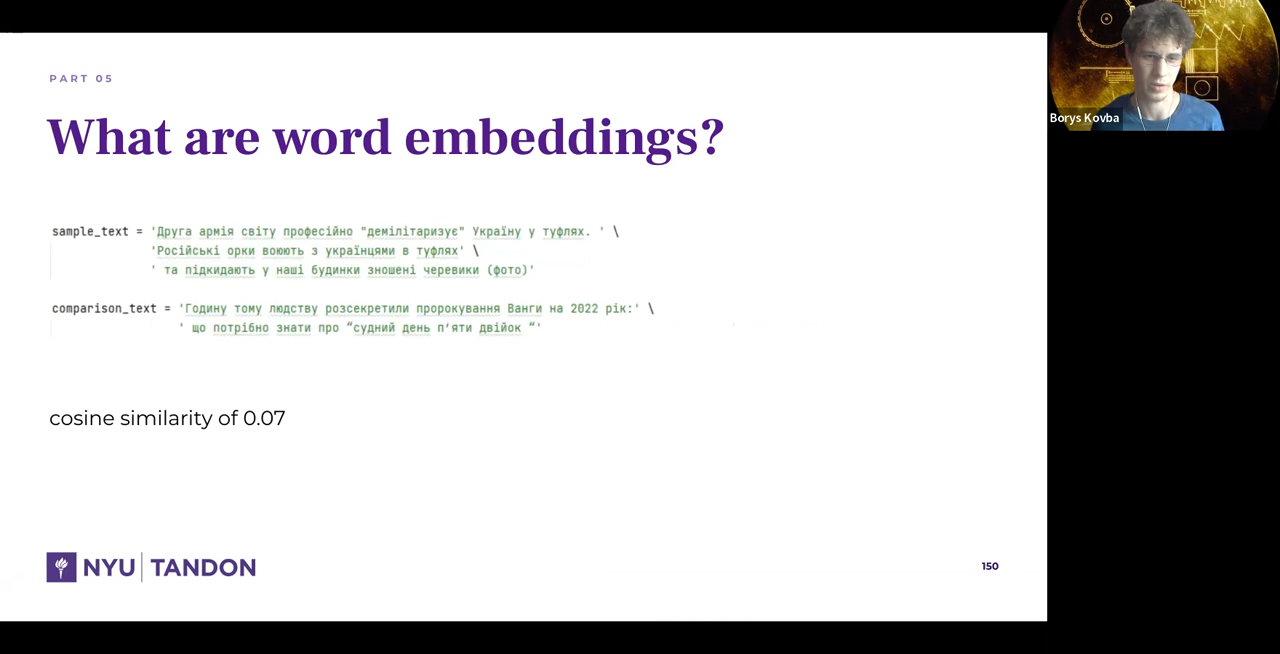 PART 05
What are word embeddings?
sample_text = 'Друга армія світу професійно "демілітаризує" Україну у туфлях. ' \
'Російські орки воюють з українцями в туфлях' \
' та підкидають у наші будинки зношені черевики (фото)'
comparison_text = 'Годину тому людству розсекретили пророкування Ванги на 2022 рік:' \
' що потрібно знати про “судний день п’яти двійок “'
cosine similarity of 0.07
NYU | TANDON
150
Borys Kovba